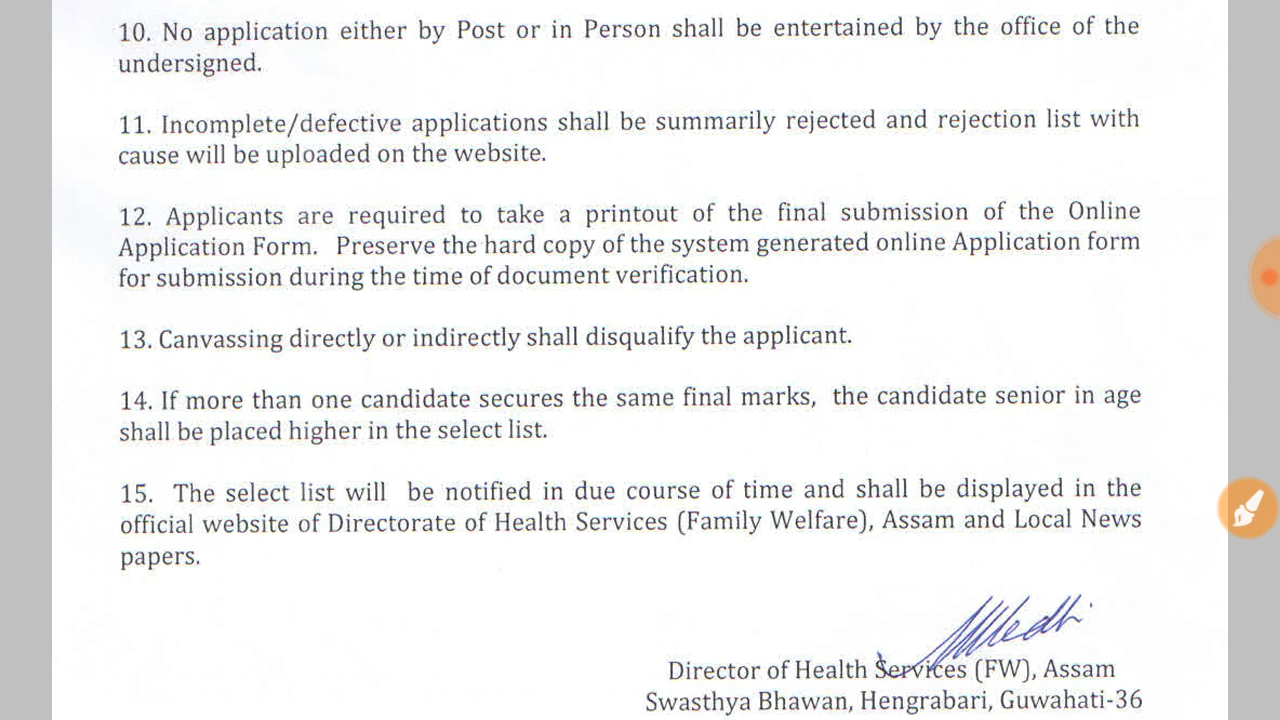 10. No application either by Post or in Person shall be entertained by the office of the
undersigned.
11. Incomplete/defective applications shall be summarily rejected and rejection list with
cause will be uploaded on the website.
12. Applicants are required to take a printout of the final submission of the Online
Application Form. Preserve the hard copy of the system generated online Application form
for submission during the time of document verification.
13. Canvassing directly or indirectly shall disqualify the applicant.
14. If more than one candidate secures the same final marks, the candidate senior in age
shall be placed higher in the select list.
15. The select list will be notified in due course of time and shall be displayed in the
official website of Directorate of Health Services (Family Welfare), Assam and Local News
papers.
Director of Health Services (FW), Assam
Swasthya Bhawan, Hengrabari, Guwahati-36